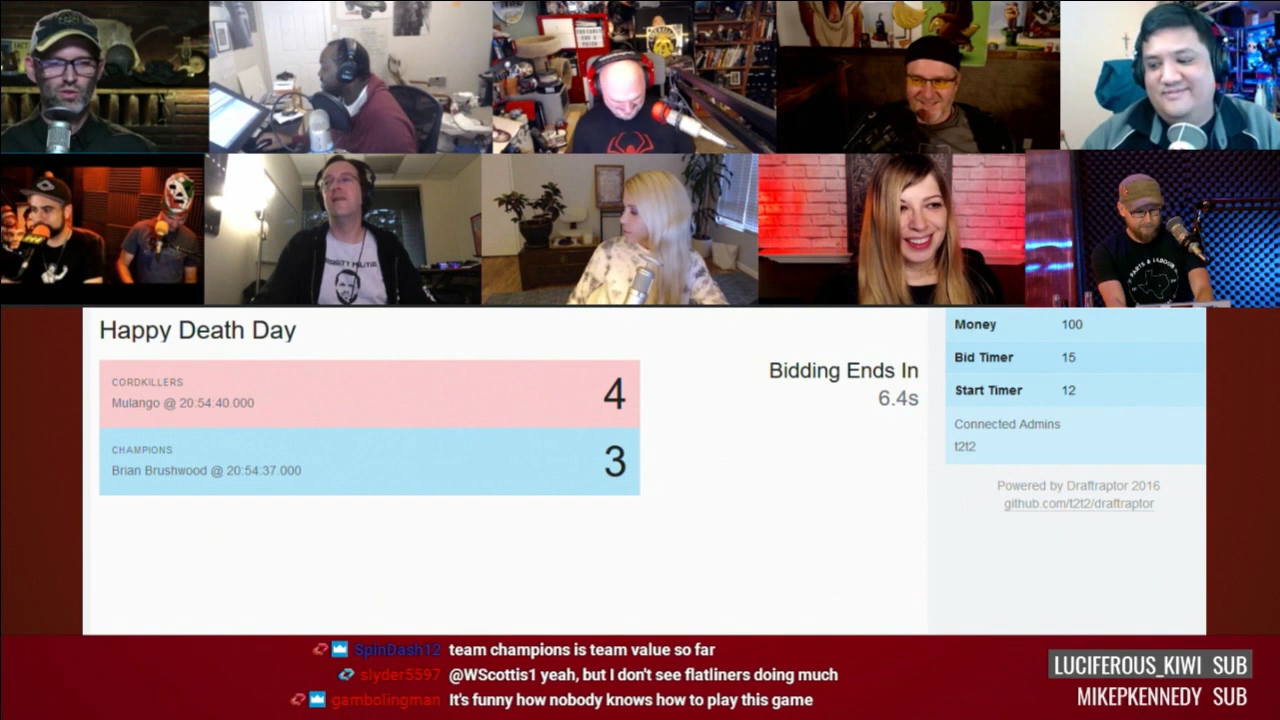 Happy Death Day
CORDKILLERS
Mulango @ 20:54:40.000
4
CHAMPIONS
Brian Brushwood @ 20:54:37.000
3
Bidding Ends In
6.4s
Money 100
Bid Timer 15
Start Timer 12
Connected Admins
t2t2
Powered by Draftraptor 2016
github.com/t2t2/draftraptor
SpinDash12 team champions is team value so far
slyder5597 @WScottis1 yeah, but I don't see flatliners doing much
gambolingman It's funny how nobody knows how to play this game
LUCIFEROUS_KIWI SUB
MIKEPKENNEDY SUB